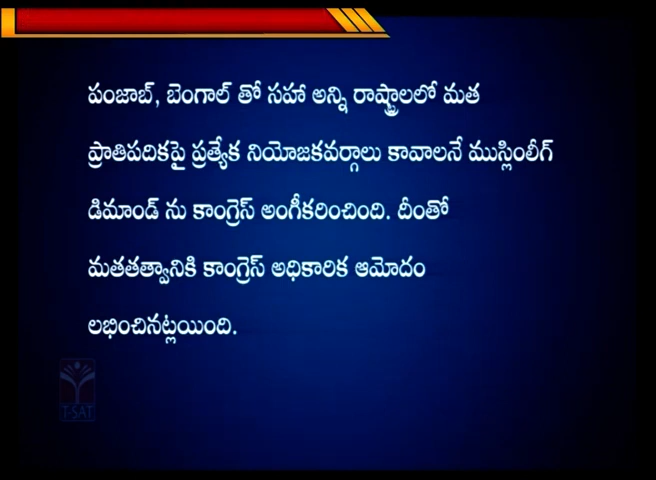 పంజాబ్, బెంగాల్ తో సహా అన్ని రాష్ట్రాలలో మత
ప్రాతిపదికపై ప్రత్యేక నియోజకవర్గాలు కావాలనే ముస్లింలీగ్
డిమాండ్ ను కాంగ్రెస్ అంగీకరించింది. దీంతో
మతతత్వానికి కాంగ్రెస్ అధికారిక ఆమోదం
లభించినట్లయింది.
T-SAT